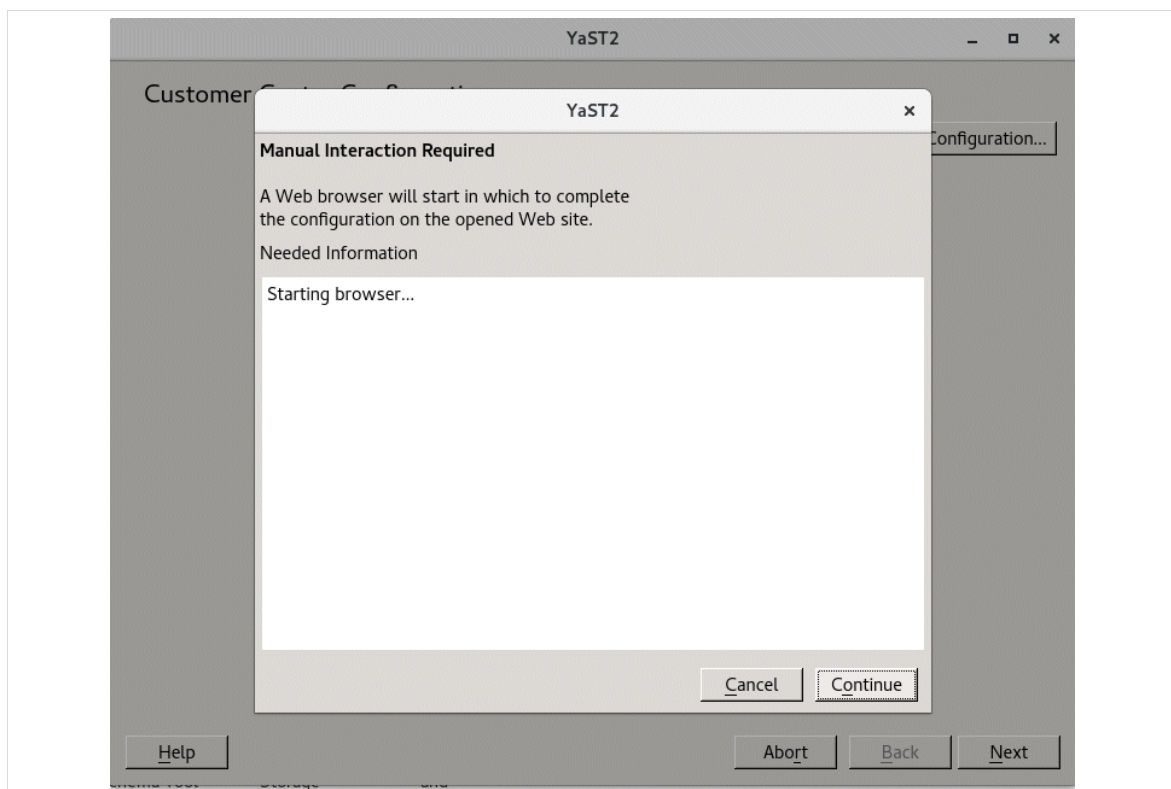 YaST2
Customer
YaST2
Configuration...
Manual Interaction Required
A Web browser will start in which to complete
the configuration on the opened Web site.
Needed Information
Starting browser...
Cancel
Continue
Help
Abort
Back
Next